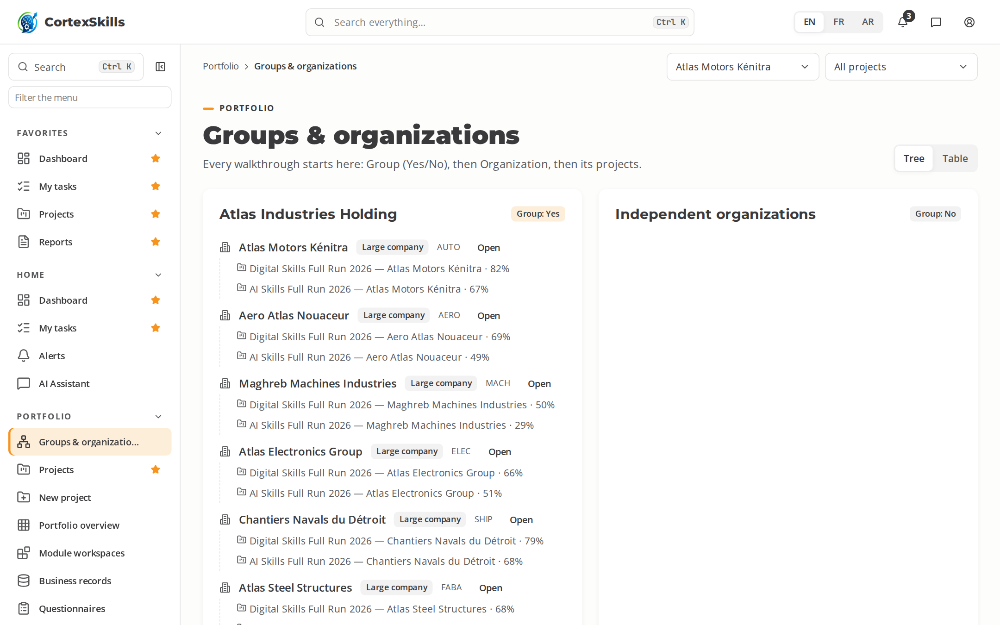 CortexSkills
Search everything...
Ctrl K
EN
FR
AR
3
Search
Ctrl K
Filter the menu
FAVORITES
Dashboard
My tasks
Projects
Reports
HOME
Dashboard
My tasks
Alerts
AI Assistant
PORTFOLIO
Groups & organizatio...
Projects
New project
Portfolio overview
Module workspaces
Business records
Questionnaires
Portfolio > Groups & organizations
Atlas Motors Kénitra
All projects
PORTFOLIO
Groups & organizations
Every walkthrough starts here: Group (Yes/No), then Organization, then its projects.
Tree
Table
Atlas Industries Holding
Group: Yes
Atlas Motors Kénitra Large company AUTO Open
Digital Skills Full Run 2026 — Atlas Motors Kénitra · 82%
AI Skills Full Run 2026 — Atlas Motors Kénitra · 67%
Aero Atlas Nouaceur Large company AERO Open
Digital Skills Full Run 2026 — Aero Atlas Nouaceur · 69%
AI Skills Full Run 2026 — Aero Atlas Nouaceur · 49%
Maghreb Machines Industries Large company MACH Open
Digital Skills Full Run 2026 — Maghreb Machines Industries · 50%
AI Skills Full Run 2026 — Maghreb Machines Industries · 29%
Atlas Electronics Group Large company ELEC Open
Digital Skills Full Run 2026 — Atlas Electronics Group · 66%
AI Skills Full Run 2026 — Atlas Electronics Group · 51%
Chantiers Navals du Détroit Large company SHIP Open
Digital Skills Full Run 2026 — Chantiers Navals du Détroit · 79%
AI Skills Full Run 2026 — Chantiers Navals du Détroit · 68%
Atlas Steel Structures Large company FABA Open
Digital Skills Full Run 2026 — Atlas Steel Structures · 68%
Independent organizations
Group: No